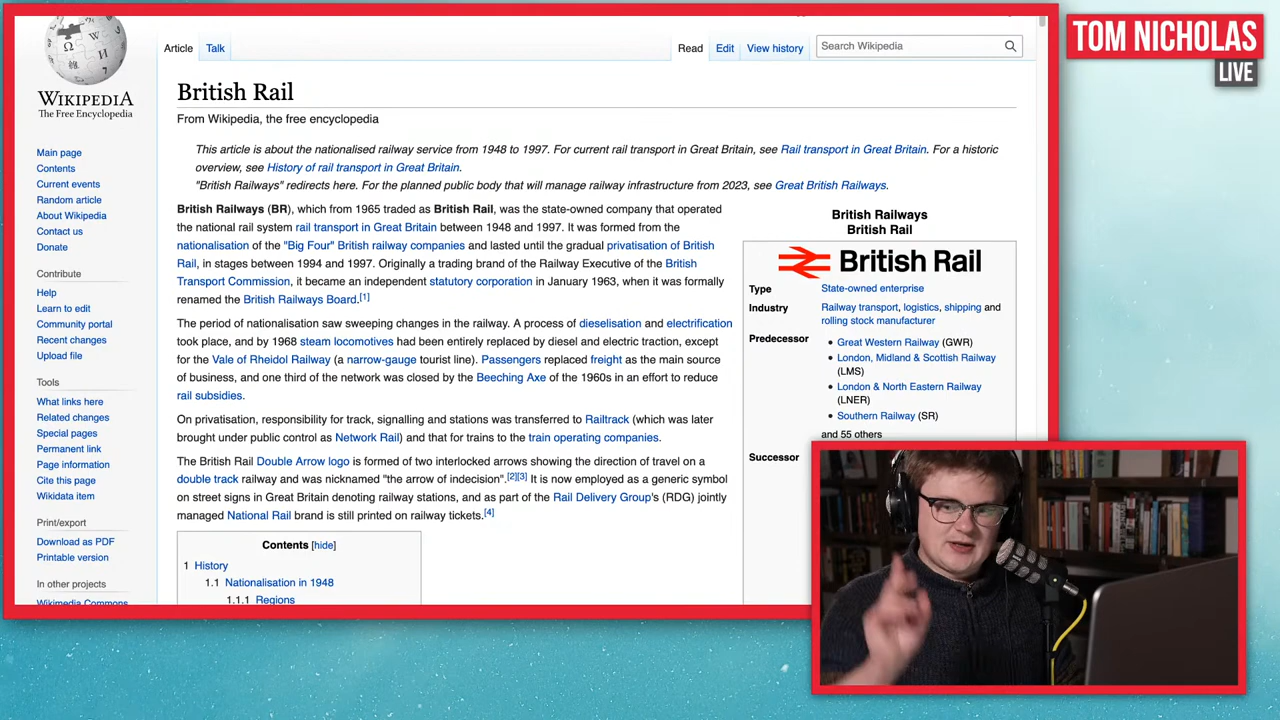 TOM NICHOLAS
LIVE
WIKIPEDIA
The Free Encyclopedia
Main page
Contents
Current events
Random article
About Wikipedia
Contact us
Donate
Contribute
Help
Learn to edit
Community portal
Recent changes
Upload file
Tools
What links here
Related changes
Special pages
Permanent link
Page information
Cite this page
Wikidata item
Print/export
Download as PDF
Printable version
In other projects
Wikimedia Commons
Article Talk
Read Edit View history Search Wikipedia
British Rail
From Wikipedia, the free encyclopedia
This article is about the nationalised railway service from 1948 to 1997. For current rail transport in Great Britain, see Rail transport in Great Britain. For a historic
overview, see History of rail transport in Great Britain.
"British Railways" redirects here. For the planned public body that will manage railway infrastructure from 2023, see Great British Railways.
British Railways (BR), which from 1965 traded as British Rail, was the state-owned company that operated
the national rail system rail transport in Great Britain between 1948 and 1997. It was formed from the
nationalisation of the "Big Four" British railway companies and lasted until the gradual privatisation of British
Rail, in stages between 1994 and 1997. Originally a trading brand of the Railway Executive of the British
Transport Commission, it became an independent statutory corporation in January 1963, when it was formally
renamed the British Railways Board.[1]
The period of nationalisation saw sweeping changes in the railway. A process of dieselisation and electrification
took place, and by 1968 steam locomotives had been entirely replaced by diesel and electric traction, except
for the Vale of Rheidol Railway (a narrow-gauge tourist line). Passengers replaced freight as the main source
of business, and one third of the network was closed by the Beeching Axe of the 1960s in an effort to reduce
rail subsidies.
On privatisation, responsibility for track, signalling and stations was transferred to Railtrack (which was later
brought under public control as Network Rail) and that for trains to the train operating companies.
The British Rail Double Arrow logo is formed of two interlocked arrows showing the direction of travel on a
double track railway and was nicknamed "the arrow of indecision".[2][3] It is now employed as a generic symbol
on street signs in Great Britain denoting railway stations, and as part of the Rail Delivery Group's (RDG) jointly
managed National Rail brand is still printed on railway tickets.[4]
Contents [hide]
1 History
1.1 Nationalisation in 1948
1.1.1 Regions
British Railways
British Rail
British Rail
Type State-owned enterprise
Industry Railway transport, logistics, shipping and
rolling stock manufacturer
Predecessor Great Western Railway (GWR)
London, Midland & Scottish Railway
(LMS)
London & North Eastern Railway
(LNER)
Southern Railway (SR)
and 55 others
Successor